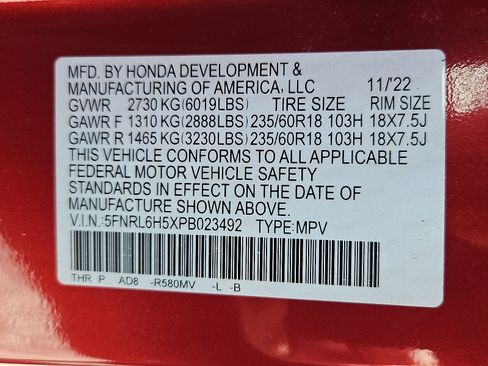 MFD. BY HONDA DEVELOPMENT &
MANUFACTURING OF AMERICA, LLC 11/'22
GVWR 2730 KG(6019LBS) TIRE SIZE RIM SIZE
GAWR F 1310 KG(2888LBS) 235/60R18 103H 18X7.5J
GAWR R 1465 KG(3230LBS) 235/60R18 103H 18X7.5J
THIS VEHICLE CONFORMS TO ALL APPLICABLE
FEDERAL MOTOR VEHICLE SAFETY
STANDARDS IN EFFECT ON THE DATE OF
MANUFACTURE SHOWN ABOVE.
V.I.N.:5FNRL6H5XPB023492 TYPE:MPV
THR P AD8 -R580MV -L -B